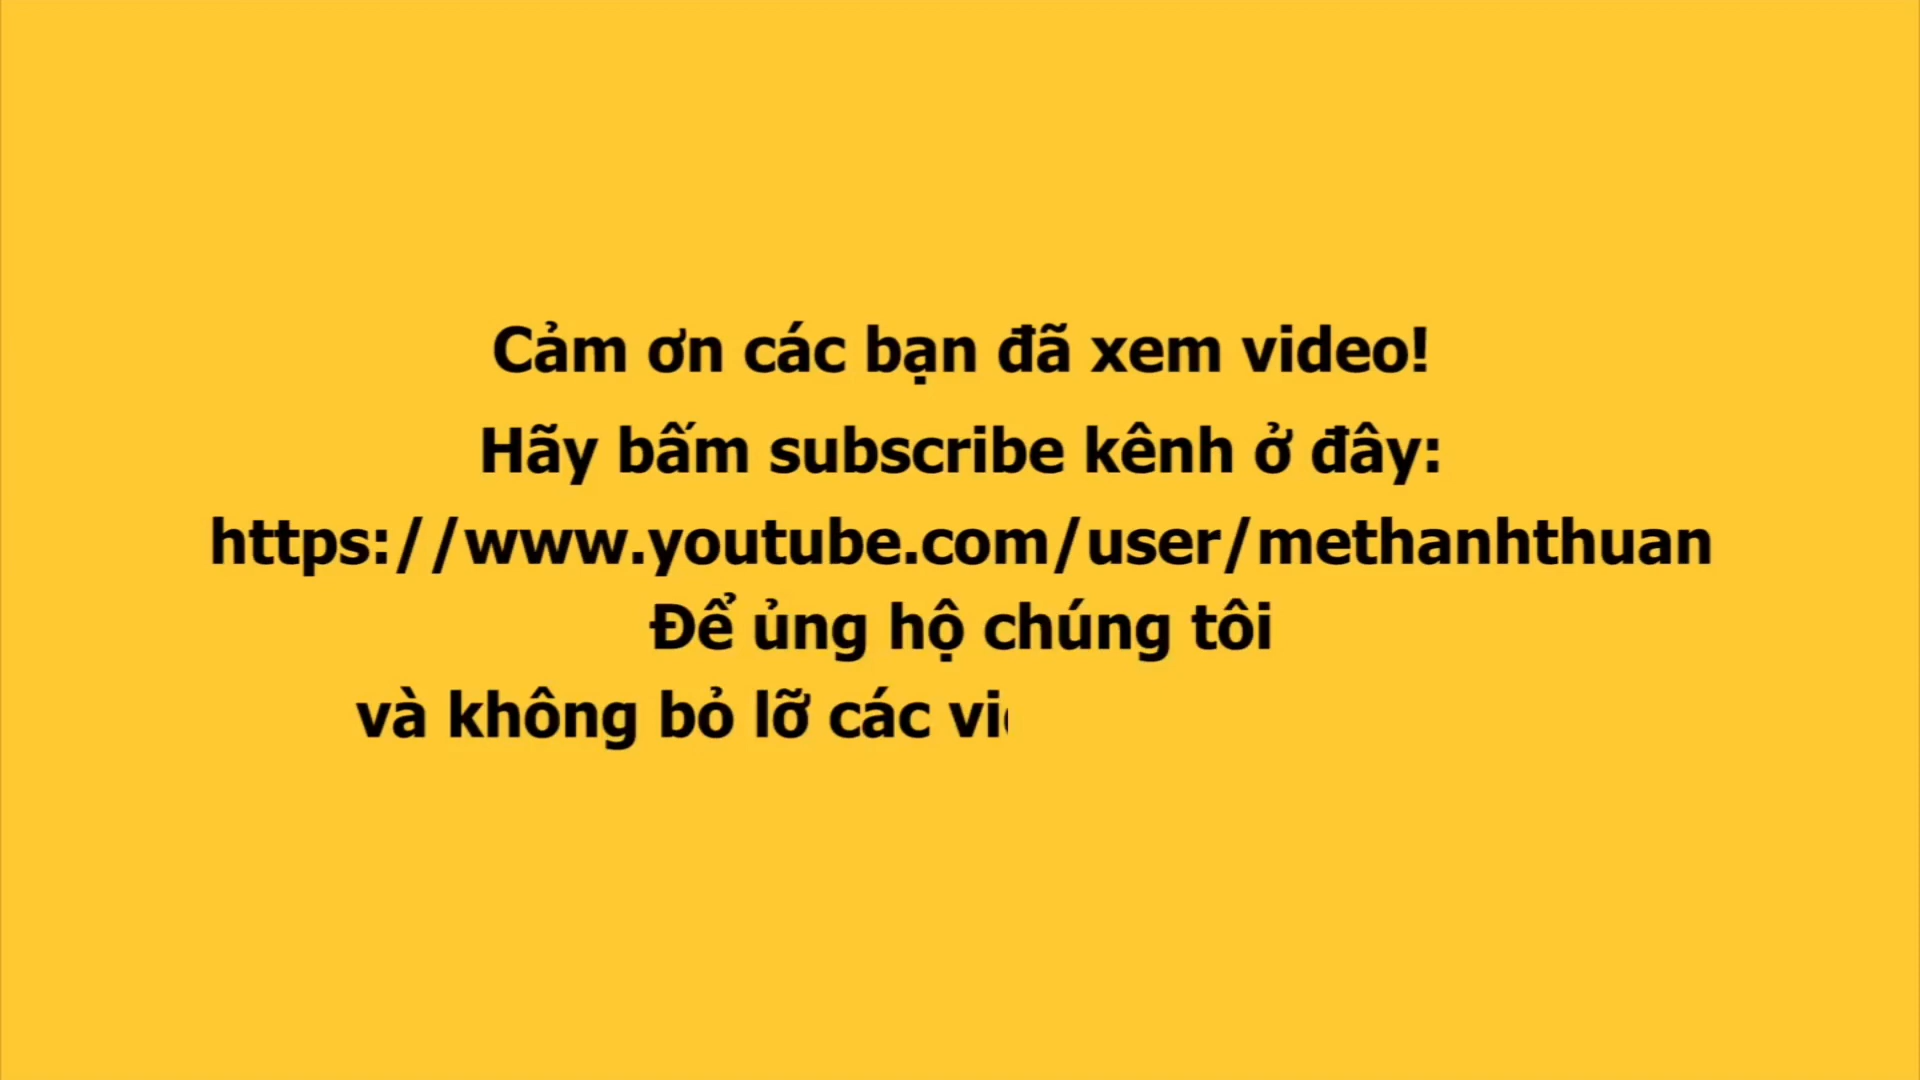 Cảm ơn các bạn đã xem video!
Hãy bấm subscribe kênh ở đây:
https://www.youtube.com/user/methanhthuan
Để ủng hộ chúng tôi
và không bỏ lỡ các